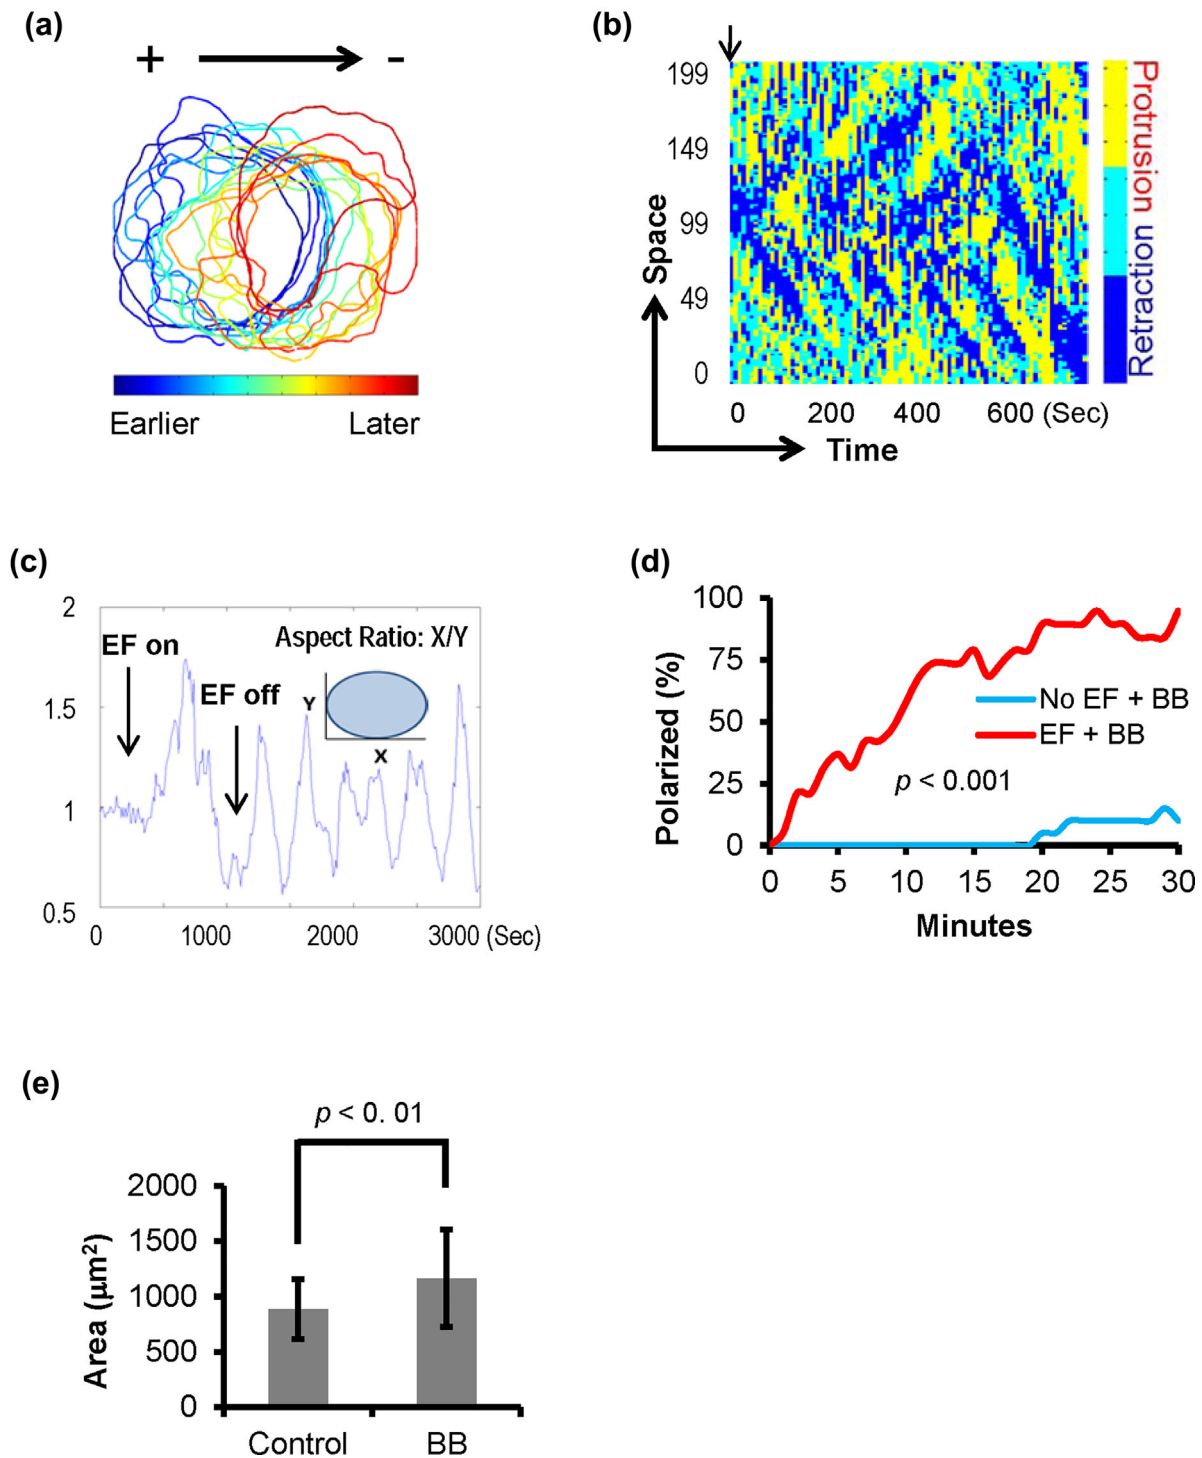 (a)
+ -
Earlier Later
(b)
199
149
99
49
0
Space
0 200 400 600 (Sec)
Time
Protrusion
Retraction
(c)
2
1.5
1
0.5
EF on
EF off
Aspect Ratio: X/Y
Y
X
0 1000 2000 3000 (Sec)
(d)
100
75
50
25
0
Polarized (%)
No EF + BB
EF + BB
p < 0.001
0 5 10 15 20 25 30
Minutes
(e)
p < 0. 01
2000
1500
1000
500
0
Area (µm²)
Control BB